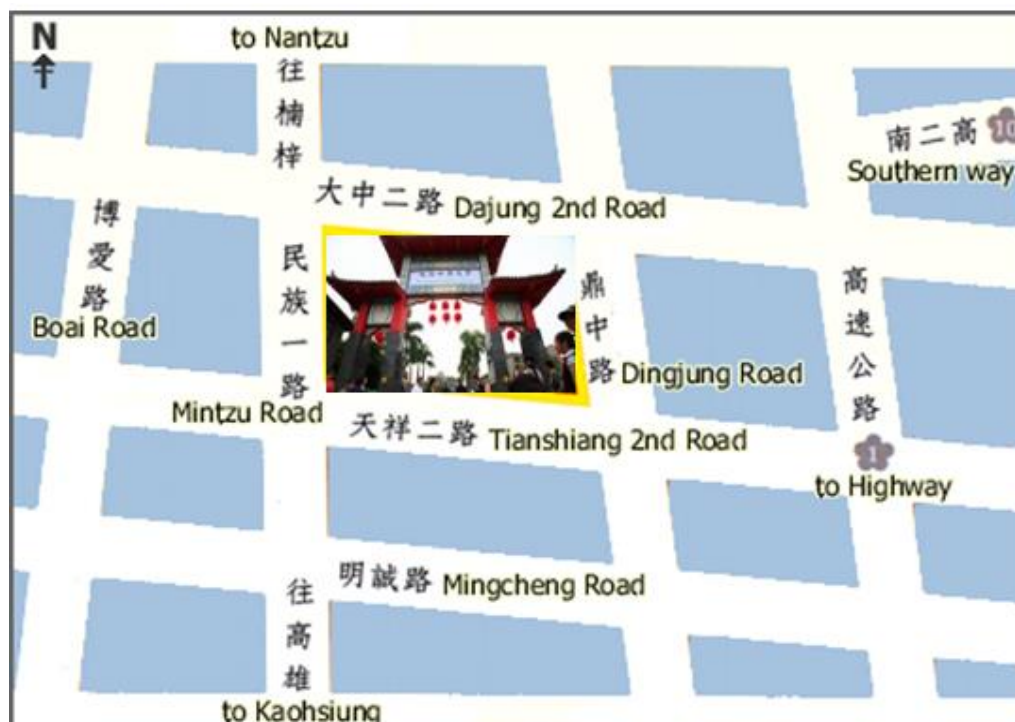 N
to Nantzu
往楠梓
南二高
10
Southern way
大中二路 Dajung 2nd Road
博愛路
Boai Road
民族一路
Mintzu Road
鼎中路
Dingjung Road
高速公路
1
to Highway
天祥二路 Tianshiang 2nd Road
明誠路 Mingcheng Road
往高雄
to Kaohsiung